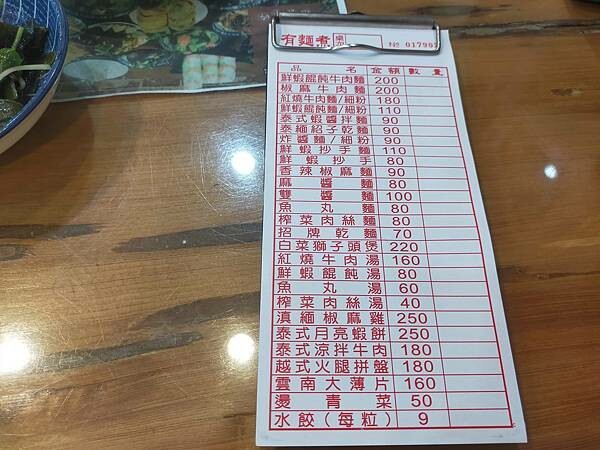 有麵煮 桌次 № 017907
品名 金額 數量
鮮蝦餛飩牛肉麵 200
椒麻牛肉麵 200
紅燒牛肉麵/細粉 180
鮮蝦餛飩麵/細粉 110
泰式蝦醬拌麵 90
泰緬紹子乾麵 90
炸醬麵/細粉 90
鮮蝦抄手麵 110
鮮蝦抄手 80
香辣椒麻麵 90
麻醬麵 80
雙醬麵 100
魚丸麵 80
榨菜肉絲麵 80
招牌乾麵 70
白菜獅子頭煲 220
紅燒牛肉湯 160
鮮蝦餛飩湯 80
魚丸湯 60
榨菜肉絲湯 40
滇緬椒麻雞 250
泰式月亮蝦餅 250
泰式涼拌牛肉 180
越式火腿拼盤 180
雲南大薄片 160
燙青菜 50
水餃(每粒) 9